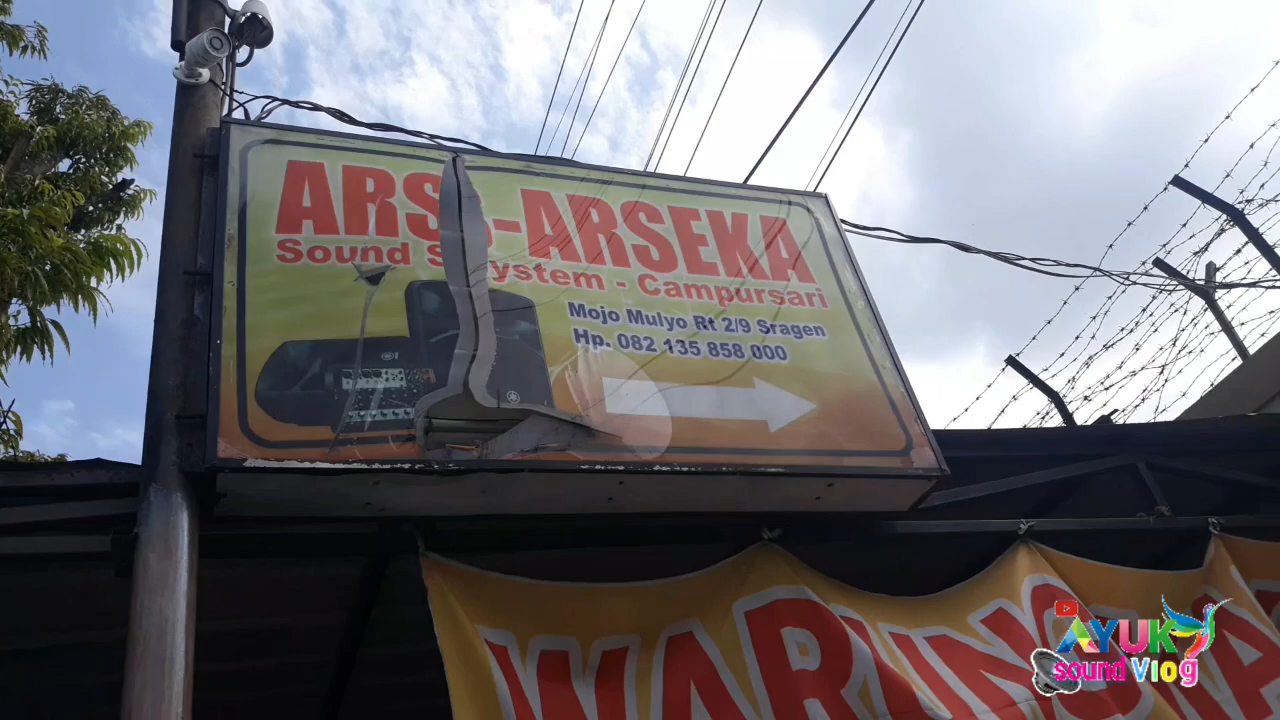 ARS-ARSEKA
Sound System - Campursari
Mojo Mulyo Rt 2/9 Sragen
Hp. 082 135 858 000
WARUNG
AYUK
sound Vlog